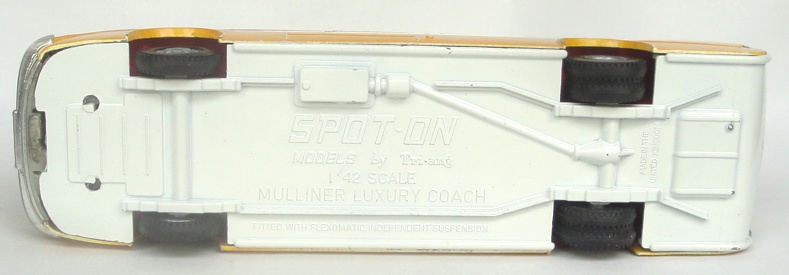 SPOT-ON
MODELS by Tri-ang
1/42 SCALE
MULLINER LUXURY COACH
FITTED WITH FLEXOMATIC INDEPENDENT SUSPENSION
MADE IN THE
UNITED KINGDOM